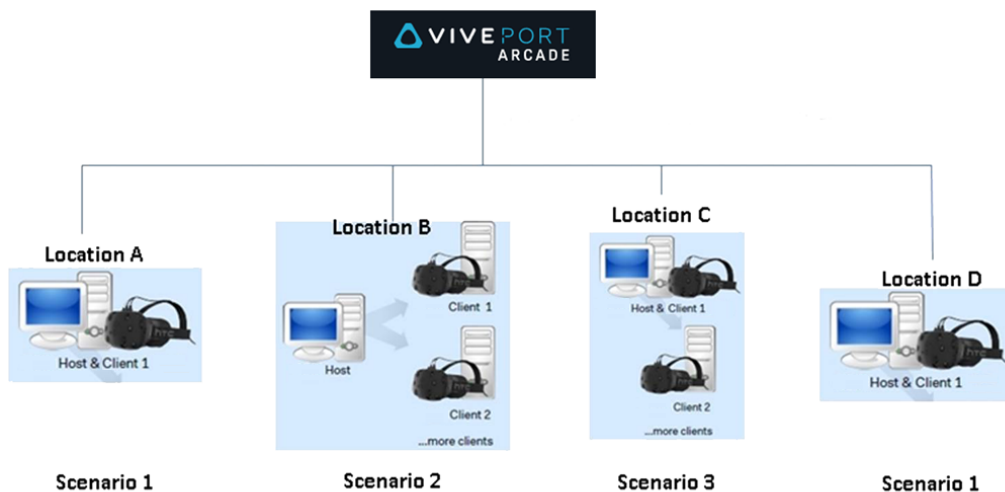 VIVEPORT
ARCADE
Location A
Host & Client 1
Scenario 1
Location B
Client 1
Host
Client 2
...more clients
Scenario 2
Location C
Host & Client 1
Client 2
...more clients
Scenario 3
Location D
Host & Client 1
Scenario 1